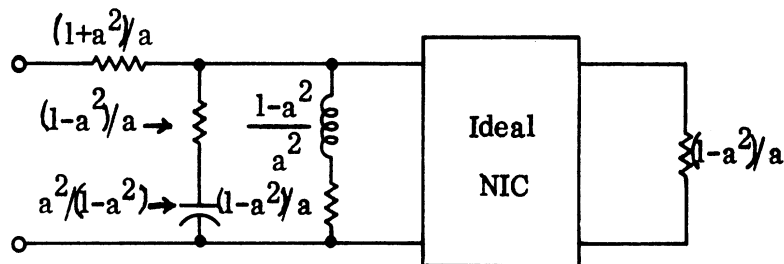 (1+a²)/a
(1-a²)/a
1-a²
a²
a²/(1-a²)
(1-a²)/a
Ideal
NIC
(1-a²)/a